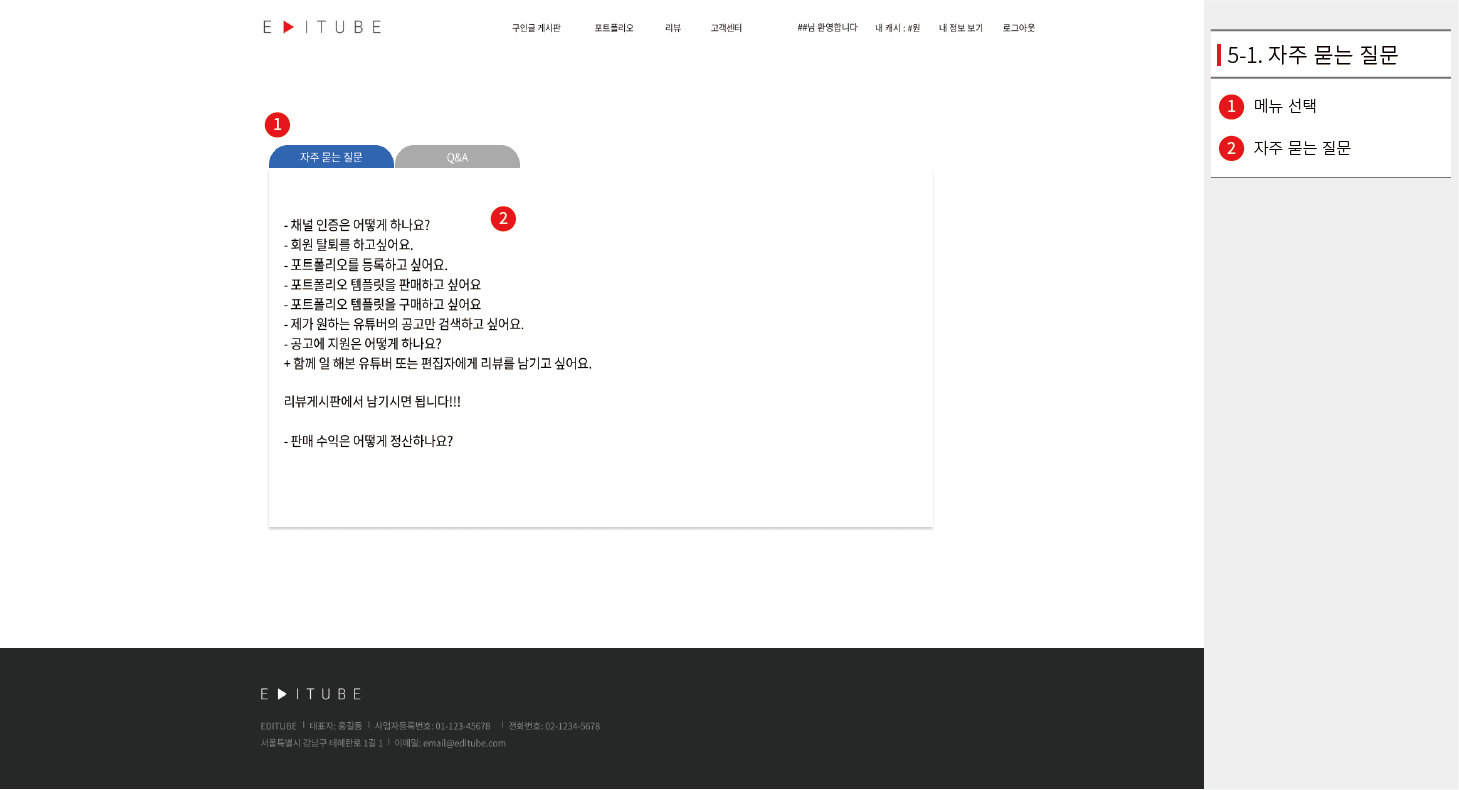 E ITUBE
구인글 게시판 포트폴리오 리뷰 고객센터 ##님 환영합니다 내 캐시 : #원 내 정보 보기 로그아웃
1
자주 묻는 질문 Q&A
2
- 채널 인증은 어떻게 하나요?
- 회원 탈퇴를 하고싶어요.
- 포트폴리오를 등록하고 싶어요.
- 포트폴리오 템플릿을 판매하고 싶어요
- 포트폴리오 템플릿을 구매하고 싶어요
- 제가 원하는 유튜버의 공고만 검색하고 싶어요.
- 공고에 지원은 어떻게 하나요?
+ 함께 일 해본 유튜버 또는 편집자에게 리뷰를 남기고 싶어요.
리뷰게시판에서 남기시면 됩니다!!!
- 판매 수익은 어떻게 정산하나요?
E ITUBE
EDITUBE | 대표자: 홍길동 | 사업자등록번호: 01-123-45678 | 전화번호: 02-1234-5678
서울특별시 강남구 테헤란로 1길 1 | 이메일: email@editube.com
5-1. 자주 묻는 질문
1 메뉴 선택
2 자주 묻는 질문